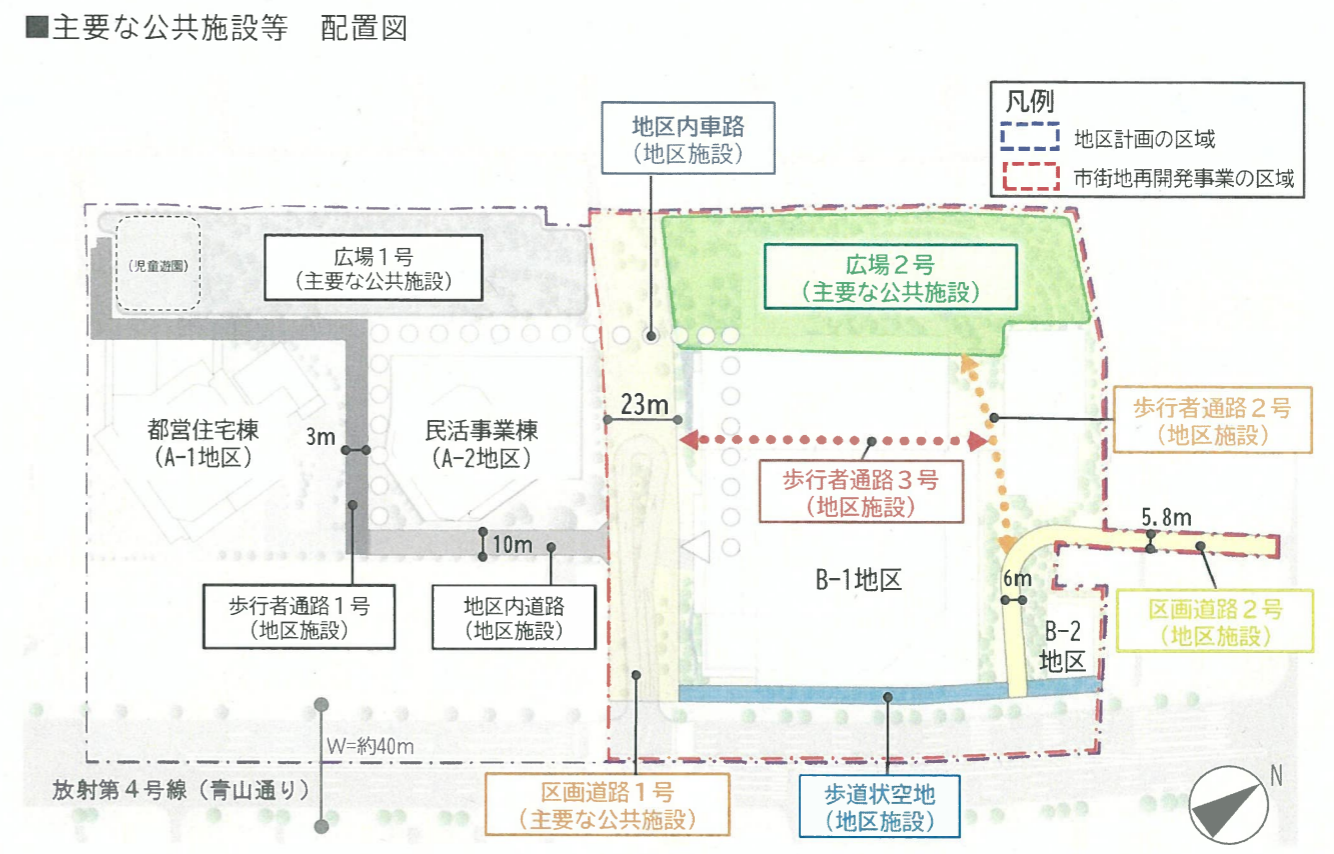 ■主要な公共施設等　配置図
凡例
地区計画の区域
市街地再開発事業の区域
地区内車路
（地区施設）
（児童遊園）
広場１号
（主要な公共施設）
広場２号
（主要な公共施設）
23m
都営住宅棟
（A-1地区）
3m
民活事業棟
（A-2地区）
歩行者通路２号
（地区施設）
歩行者通路３号
（地区施設）
10m
5.8m
B-1地区
6m
歩行者通路１号
（地区施設）
地区内道路
（地区施設）
区画道路２号
（地区施設）
B-2
地区
W=約40m
放射第４号線（青山通り）
区画道路１号
（主要な公共施設）
歩道状空地
（地区施設）
N